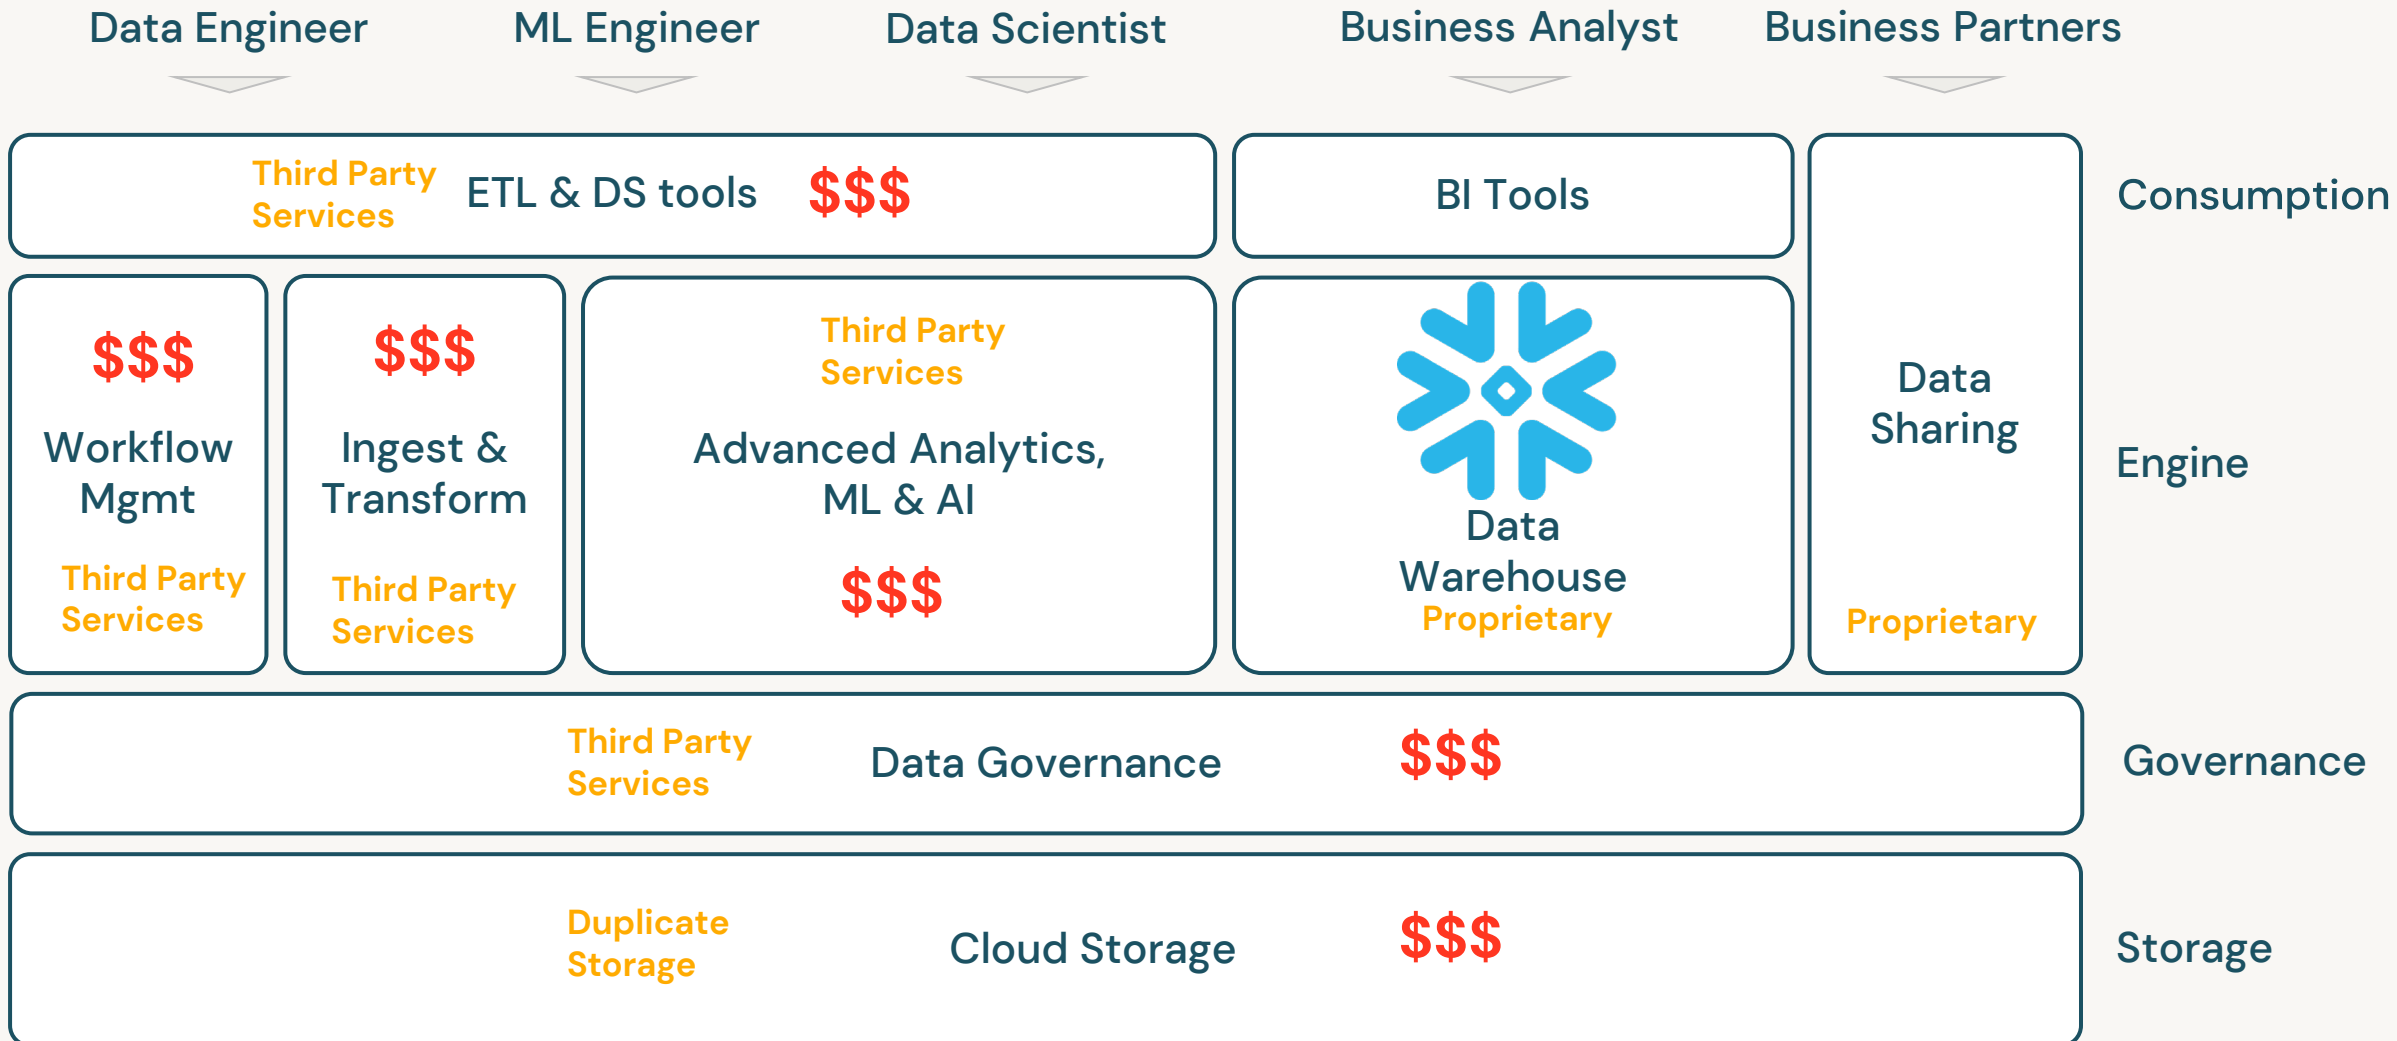 Data Engineer
ML Engineer
Data Scientist
Business Analyst
Business Partners
Third Party
Services
ETL & DS tools
$$$
BI Tools
Consumption
$$$
Workflow
Mgmt
Third Party
Services
$$$
Ingest &
Transform
Third Party
Services
Third Party
Services
Advanced Analytics,
ML & AI
$$$
Data
Warehouse
Proprietary
Data
Sharing
Proprietary
Engine
Third Party
Services
Data Governance
$$$
Governance
Duplicate
Storage
Cloud Storage
$$$
Storage